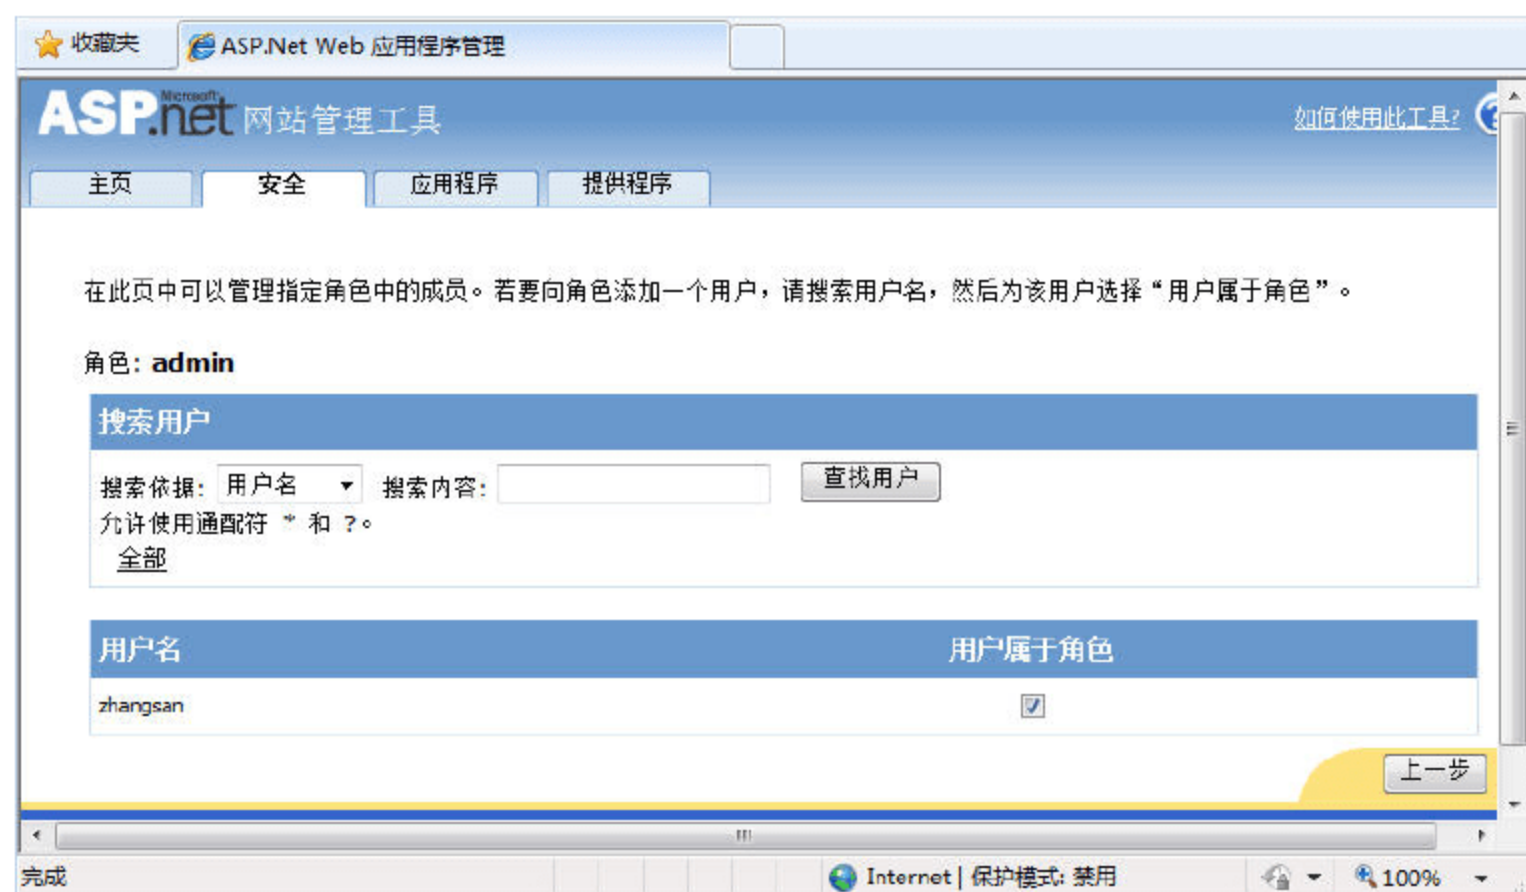 收藏夹
ASP.Net Web 应用程序管理
Microsoft
ASP.net 网站管理工具
如何使用此工具?
主页
安全
应用程序
提供程序
在此页中可以管理指定角色中的成员。若要向角色添加一个用户，请搜索用户名，然后为该用户选择“用户属于角色”。
角色: admin
搜索用户
搜索依据: 用户名 搜索内容: 查找用户
允许使用通配符 * 和 ?。
全部
用户名 用户属于角色
zhangsan
上一步
完成
Internet | 保护模式: 禁用
100%